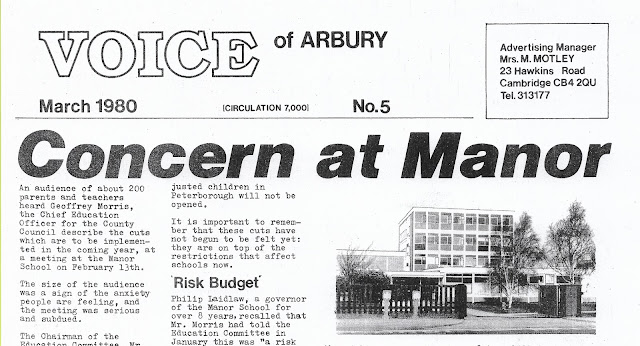 VOICE of ARBURY
March 1980
[CIRCULATION 7,000]
No.5
Advertising Manager
Mrs. M. MOTLEY
23 Hawkins Road
Cambridge CB4 2QU
Tel. 313177
Concern at Manor
An audience of about 200
parents and teachers
heard Geoffrey Morris,
the Chief Education
Officer for the County
Council describe the cuts
which are to be implemen-
ted in the coming year, at
a meeting at the Manor
School on February 13th.
The size of the audience
was a sign of the anxiety
people are feeling, and
the meeting was serious
and subdued.
The Chairman of the
Education Committee, Mr
justed children in
Peterborough will not be
opened.
It is important to remem-
ber that these cuts have
not begun to be felt yet:
they are on top of the
restrictions that affect
schools now.
'Risk Budget'
Philip Laidlaw, a governor
of the Manor School for
over 8 years, recalled that
Mr. Morris had told the
Education Committee in
January this was "a risk